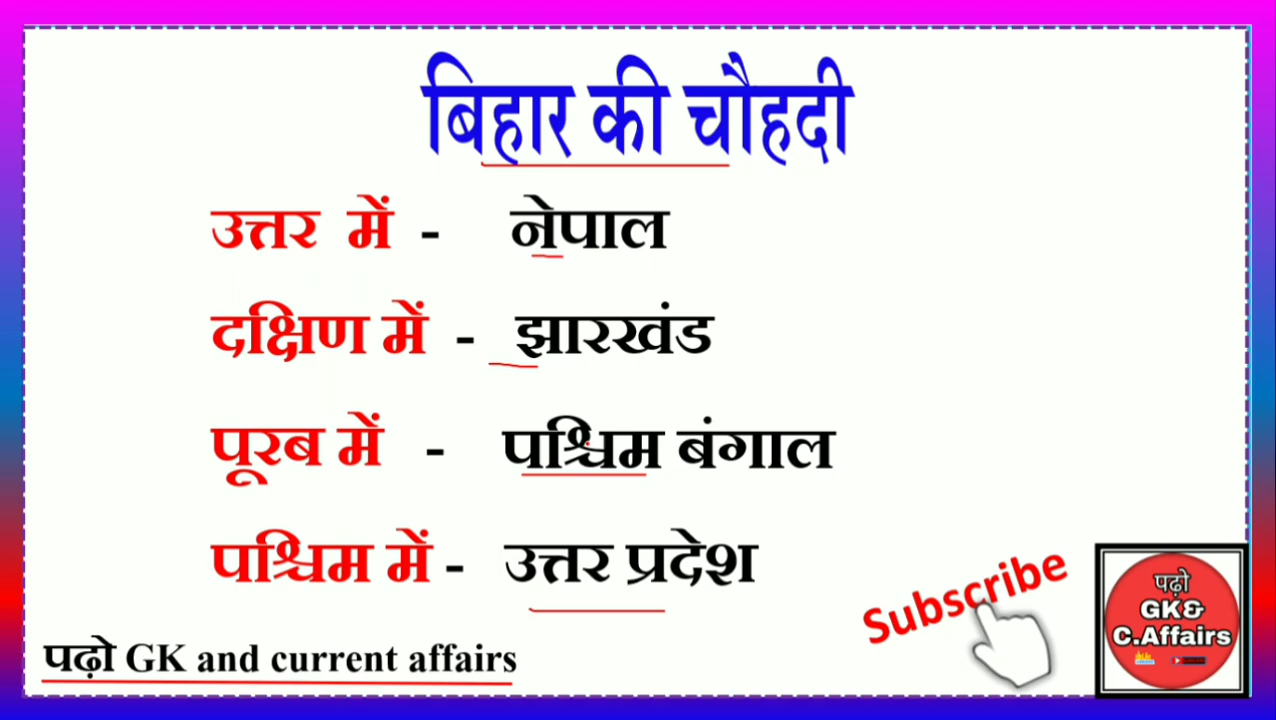 बिहार की चौहदी
उत्तर में - नेपाल
दक्षिण में - झारखंड
पूरब में - पश्चिम बंगाल
पश्चिम में - उत्तर प्रदेश
Subscribe
पढ़ो
GK&
C.Affairs
पढ़ो GK and current affairs